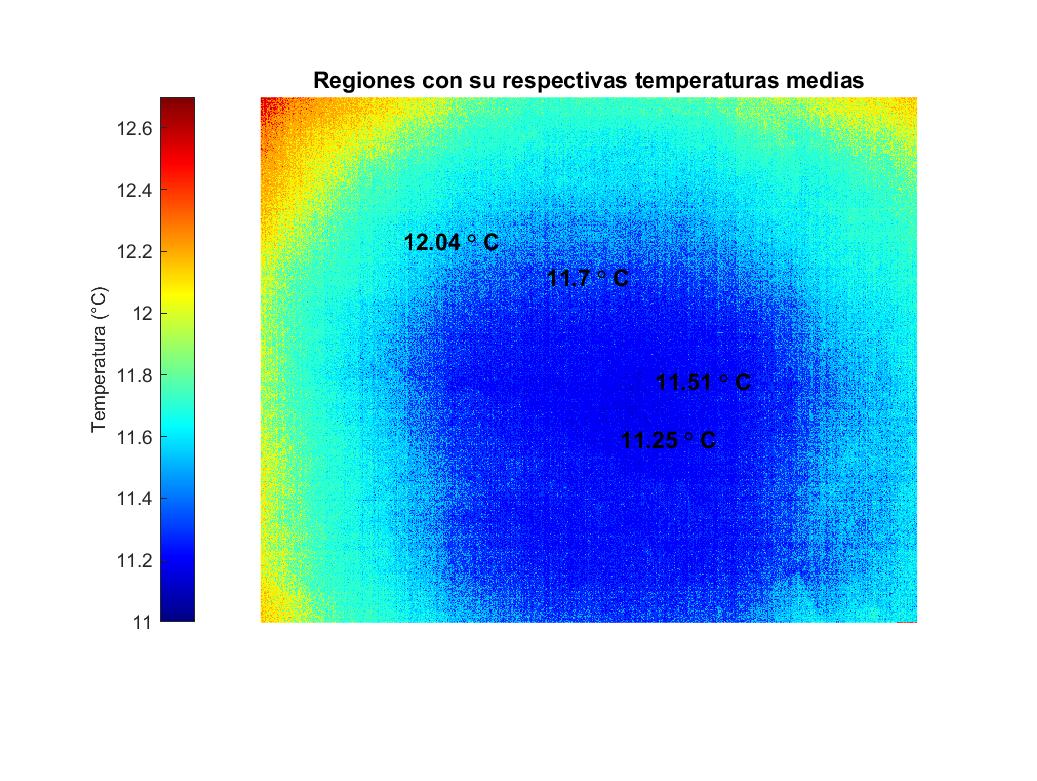 Regiones con su respectivas temperaturas medias
12.6
12.4
12.2
12
11.8
11.6
11.4
11.2
11
Temperatura (°C)
12.04 ° C
11.7 ° C
11.51 ° C
11.25 ° C